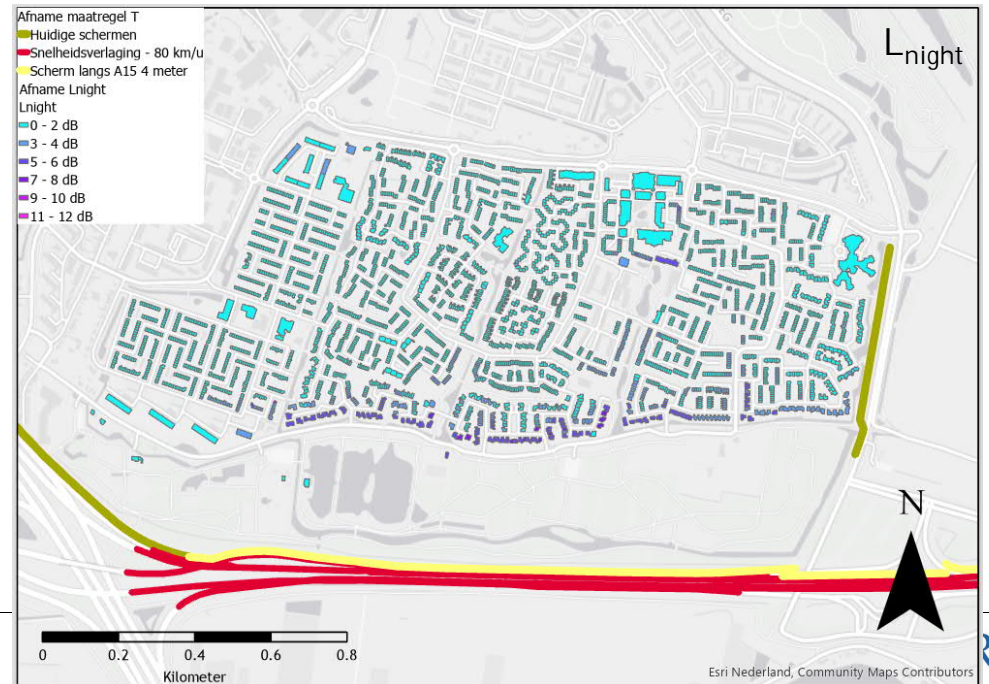 Afname maatregel T
Huidige schermen
Snelheidsverlaging - 80 km/u
Scherm langs A15 4 meter
Afname Lnight
Lnight
0 - 2 dB
3 - 4 dB
5 - 6 dB
7 - 8 dB
9 - 10 dB
11 - 12 dB
Lnight
N
0 0.2 0.4 0.6 0.8
Kilometer
Esri Nederland, Community Maps Contributors